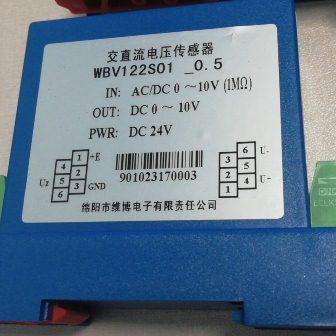 交直流电压传感器
WBV122S01 _0.5
IN: AC/DC 0～10V (1MΩ)
OUT: DC 0～10V
PWR: DC 24V
1 +E
4 2
Uz 5 3 GND
6
901023170003
6 U-
3 5
2 4 U+
1
绵阳市维博电子有限责任公司